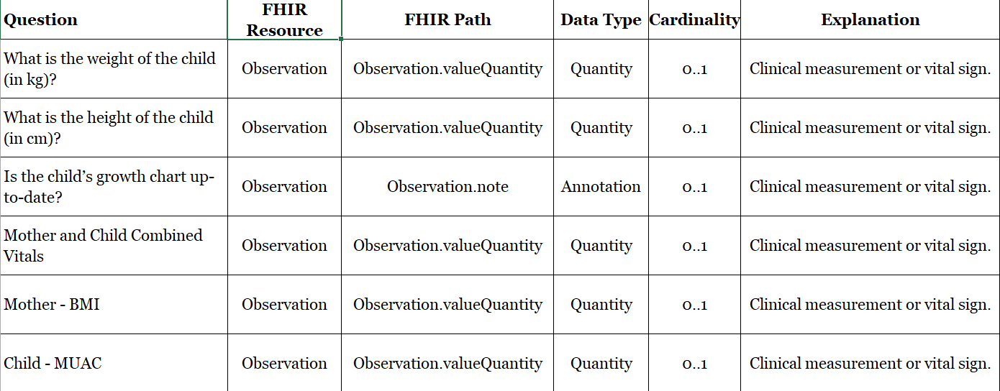 Question
FHIR
Resource
FHIR Path
Data Type
Cardinality
Explanation
What is the weight of the child
(in kg)?
Observation
Observation.valueQuantity
Quantity
0..1
Clinical measurement or vital sign.
What is the height of the child
(in cm)?
Observation
Observation.valueQuantity
Quantity
0..1
Clinical measurement or vital sign.
Is the child’s growth chart up-
to-date?
Observation
Observation.note
Annotation
0..1
Clinical measurement or vital sign.
Mother and Child Combined
Vitals
Observation
Observation.valueQuantity
Quantity
0..1
Clinical measurement or vital sign.
Mother - BMI
Observation
Observation.valueQuantity
Quantity
0..1
Clinical measurement or vital sign.
Child - MUAC
Observation
Observation.valueQuantity
Quantity
0..1
Clinical measurement or vital sign.